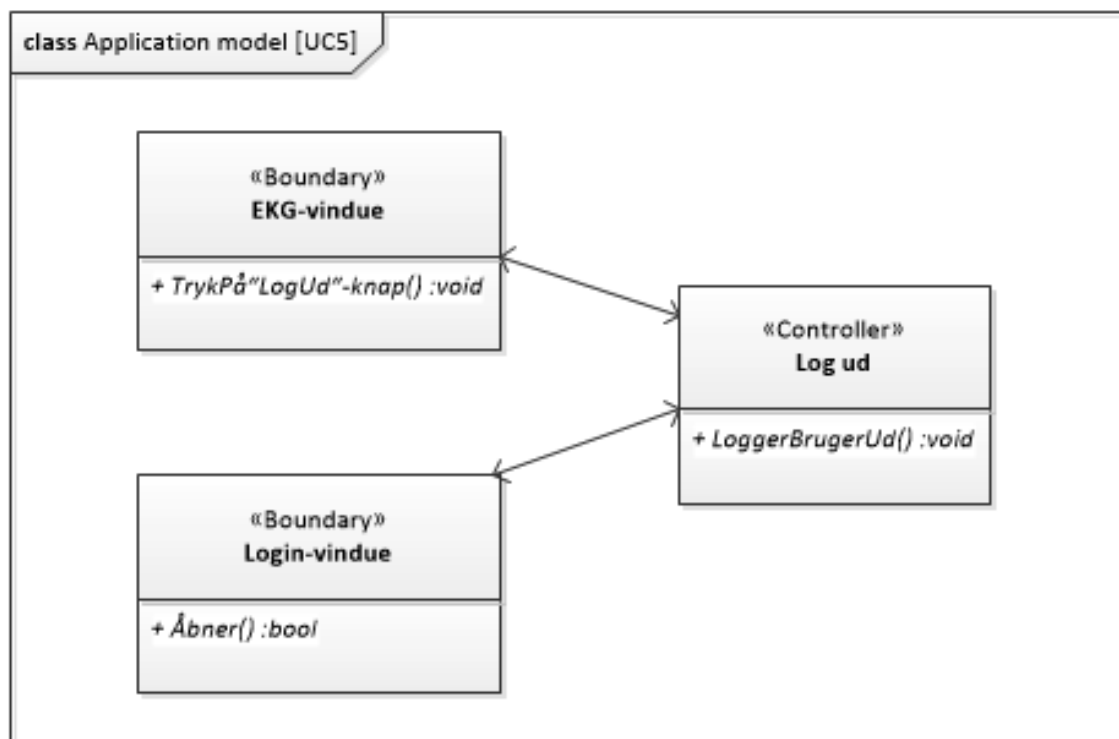 class Application model [UC5]
«Boundary»
EKG-vindue
+ TrykPå"LogUd"-knap() :void
«Controller»
Log ud
+ LoggerBrugerUd() :void
«Boundary»
Login-vindue
+ Åbner() :bool